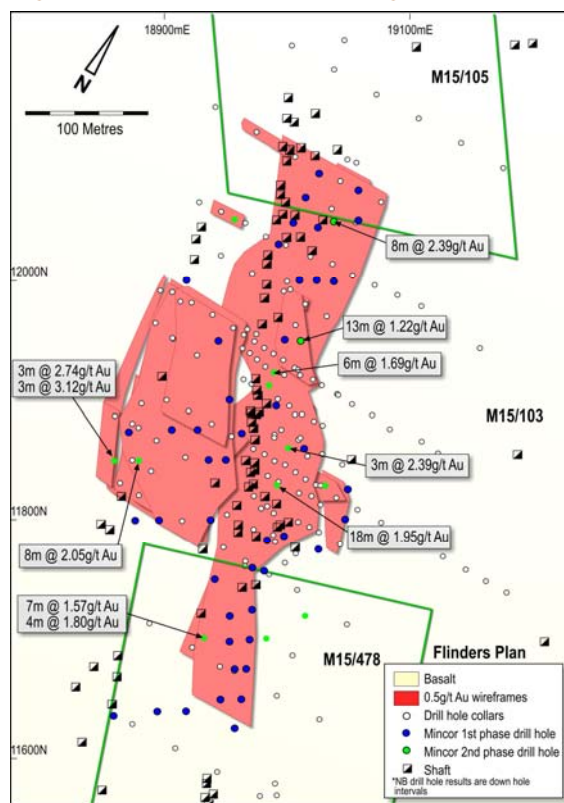 18900mE
19100mE
N
100 Metres
M15/105
8m @ 2.39g/t Au
12000N
13m @ 1.22g/t Au
6m @ 1.69g/t Au
3m @ 2.74g/t Au
3m @ 3.12g/t Au
M15/103
3m @ 2.39g/t Au
11800N
18m @ 1.95g/t Au
8m @ 2.05g/t Au
7m @ 1.57g/t Au
4m @ 1.80g/t Au
M15/478
Flinders Plan
Basalt
0.5g/t Au wireframes
Drill hole collars
Mincor 1st phase drill hole
Mincor 2nd phase drill hole
Shaft
*NB drill hole results are down hole
intervals
11600N